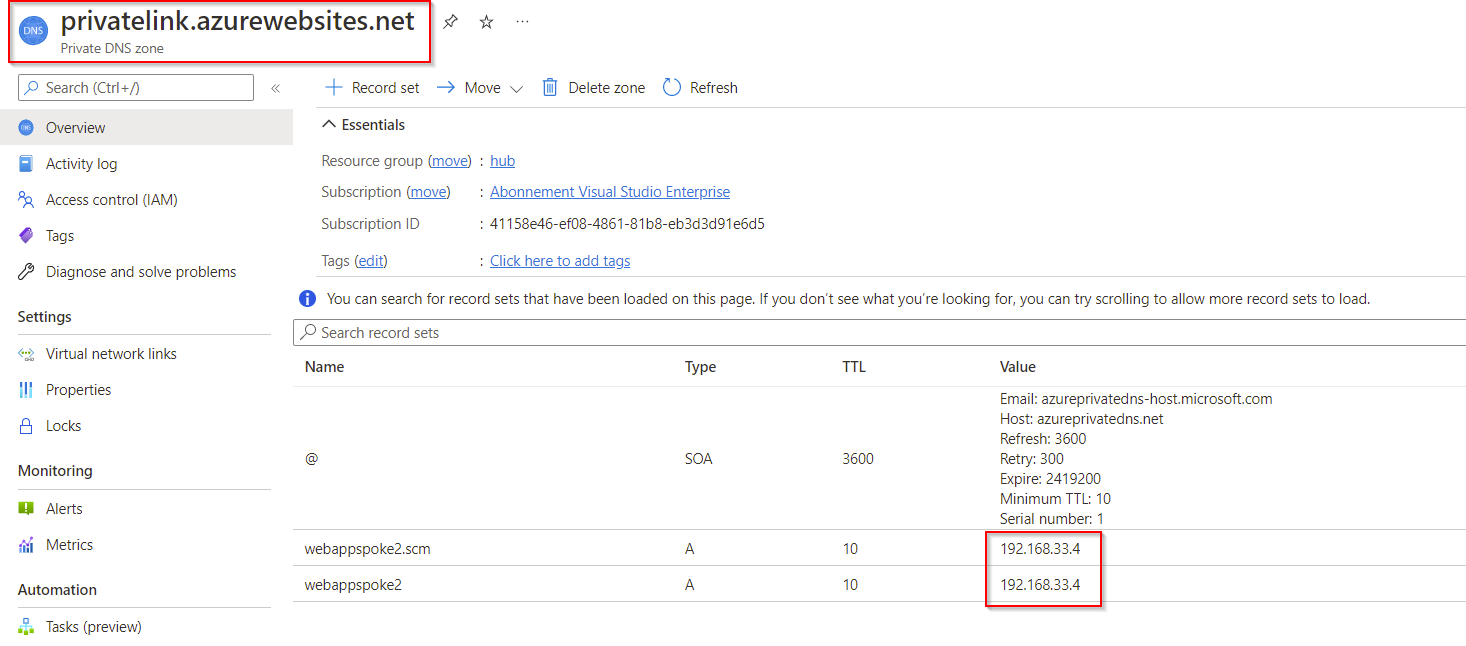 DNS
privatelink.azurewebsites.net
Private DNS zone
Search (Ctrl+/)
«
Overview
Activity log
Access control (IAM)
Tags
Diagnose and solve problems
Settings
Virtual network links
Properties
Locks
Monitoring
Alerts
Metrics
Automation
Tasks (preview)
Record set Move Delete zone Refresh
Essentials
Resource group (move) : hub
Subscription (move) : Abonnement Visual Studio Enterprise
Subscription ID : 41158e46-ef08-4861-81b8-eb3d3d91e6d5
Tags (edit) : Click here to add tags
You can search for record sets that have been loaded on this page. If you don't see what you're looking for, you can try scrolling to allow more record sets to load.
Search record sets
Name Type TTL Value
@ SOA 3600
Email: azureprivatedns-host.microsoft.com
Host: azureprivatedns.net
Refresh: 3600
Retry: 300
Expire: 2419200
Minimum TTL: 10
Serial number: 1
webappspoke2.scm A 10 192.168.33.4
webappspoke2 A 10 192.168.33.4